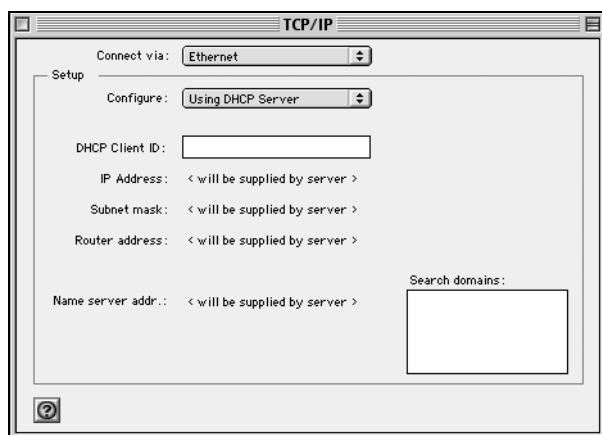 TCP/IP
Connect via: Ethernet
Setup
Configure: Using DHCP Server
DHCP Client ID:
IP Address: < will be supplied by server >
Subnet mask: < will be supplied by server >
Router address: < will be supplied by server >
Search domains:
Name server addr.: < will be supplied by server >
?